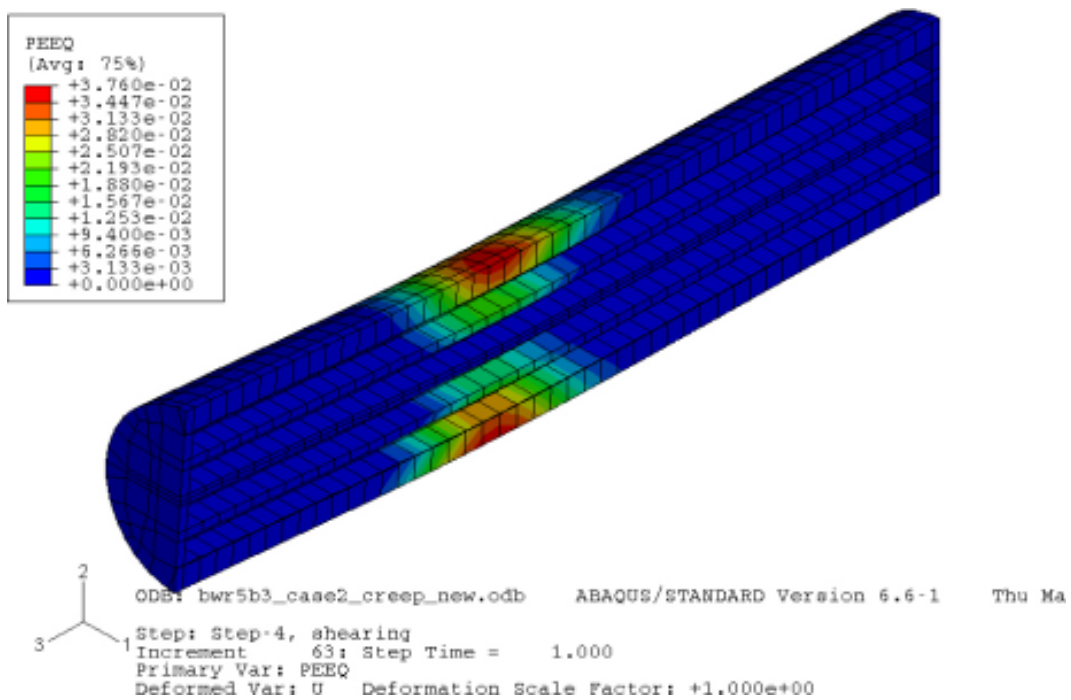 PEEQ
(Avg: 75%)
+3.760e-02
+3.447e-02
+3.133e-02
+2.820e-02
+2.507e-02
+2.193e-02
+1.880e-02
+1.567e-02
+1.253e-02
+9.400e-03
+6.266e-03
+3.133e-03
+0.000e+00
2
3
1
ODB: bwr5b3_case2_creep_new.odb ABAQUS/STANDARD Version 6.6-1 Thu Ma
Step: Step-4, shearing
Increment 63: Step Time = 1.000
Primary Var: PEEQ
Deformed Var: U Deformation Scale Factor: +1.000e+00